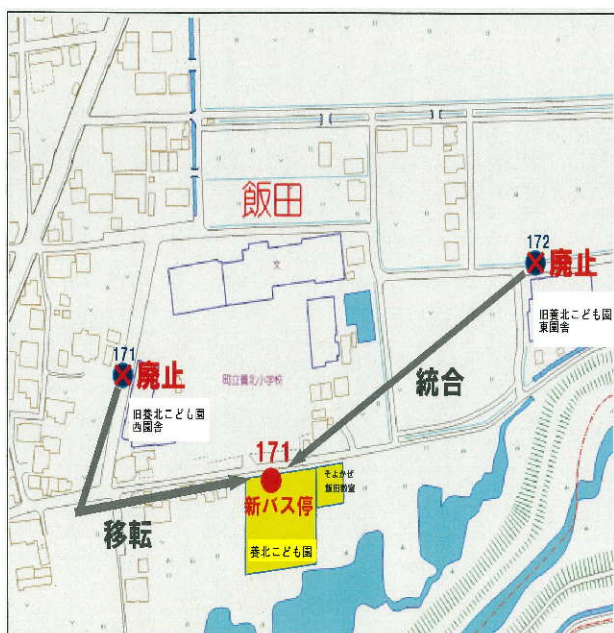 飯田
172
廃止
旧養北こども園
東園舎
文
171
廃止
旧養北こども園
西園舎
町立養北小学校
統合
171
新バス停
そよかぜ
飯田教室
移転
養北こども園